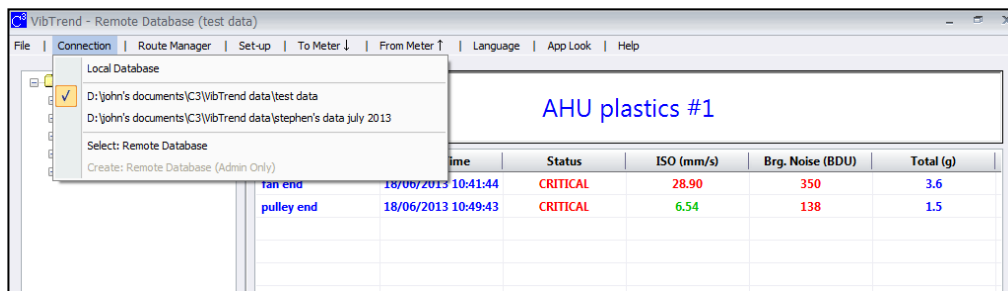 C³ VibTrend - Remote Database (test data)
File | Connection | Route Manager | Set-up | To Meter ↓ | From Meter ↑ | Language | App Look | Help
Local Database
D:\john's documents\C3\VibTrend data\test data
D:\john's documents\C3\VibTrend data\stephen's data july 2013
Select: Remote Database
Create: Remote Database (Admin Only)
AHU plastics #1
Status ISO (mm/s) Brg. Noise (BDU) Total (g)
fan end 18/06/2013 10:41:44 CRITICAL 28.90 350 3.6
pulley end 18/06/2013 10:49:43 CRITICAL 6.54 138 1.5